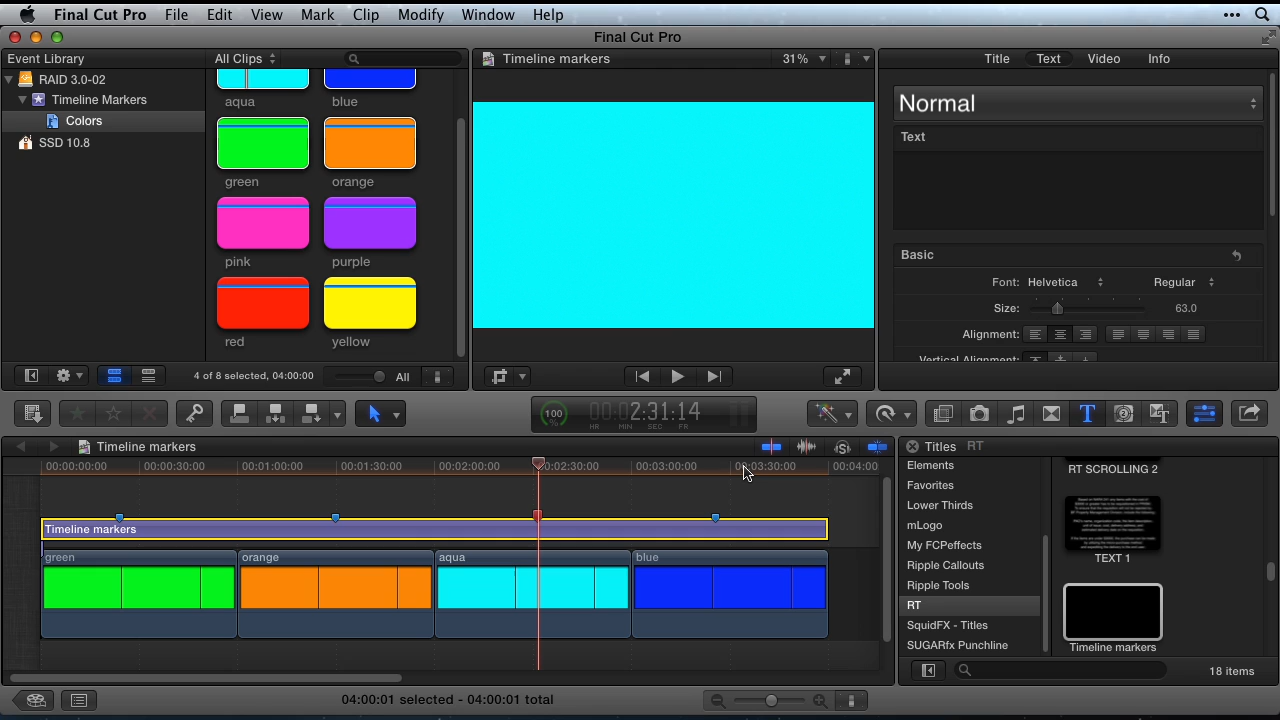 Final Cut Pro File Edit View Mark Clip Modify Window Help
Final Cut Pro
Event Library
RAID 3.0-02
Timeline Markers
Colors
SSD 10.8
All Clips
aqua blue
green orange
pink purple
red yellow
4 of 8 selected, 04:00:00
All
Timeline markers 31%
Title Text Video Info
Normal
Text
Basic
Font: Helvetica Regular
Size: 63.0
Alignment:
Vertical Alignment:
100 %
00:02:31:14
HR MIN SEC FR
Timeline markers
00:00:00:00 00:00:30:00 00:01:00:00 00:01:30:00 00:02:00:00 00:02:30:00 00:03:00:00 00:03:30:00 00:04:00
Timeline markers
green orange aqua blue
04:00:01 selected - 04:00:01 total
Titles RT
Elements
Favorites
Lower Thirds
mLogo
My FCPeffects
Ripple Callouts
Ripple Tools
RT
SquidFX - Titles
SUGARfx Punchline
RT SCROLLING 2
TEXT 1
Timeline markers
18 items